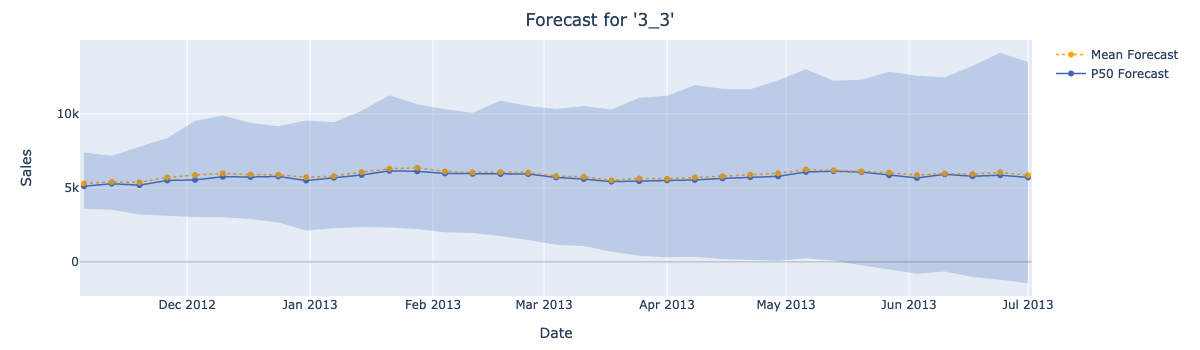 Forecast for '3_3'
Mean Forecast
P50 Forecast
10k
5k
0
Sales
Dec 2012
Jan 2013
Feb 2013
Mar 2013
Apr 2013
May 2013
Jun 2013
Jul 2013
Date